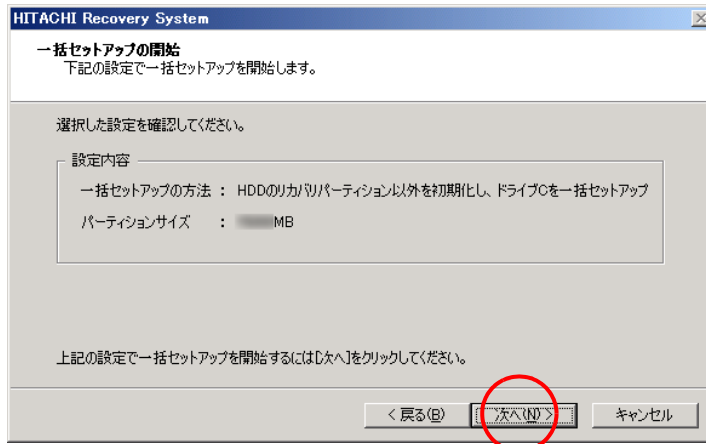 HITACHI Recovery System
一括セットアップの開始
下記の設定で一括セットアップを開始します。
選択した設定を確認してください。
設定内容
一括セットアップの方法 : HDDのリカバリパーティション以外を初期化し、ドライブCを一括セットアップ
パーティションサイズ : MB
上記の設定で一括セットアップを開始するには[次へ]をクリックしてください。
< 戻る(B) 次へ(N) > キャンセル